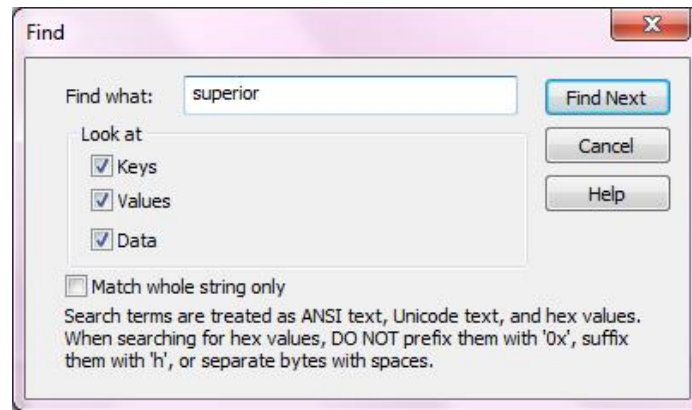 Find
Find what: superior
Find Next
Look at
Cancel
Keys
Values
Help
Data
Match whole string only
Search terms are treated as ANSI text, Unicode text, and hex values.
When searching for hex values, DO NOT prefix them with '0x', suffix
them with 'h', or separate bytes with spaces.